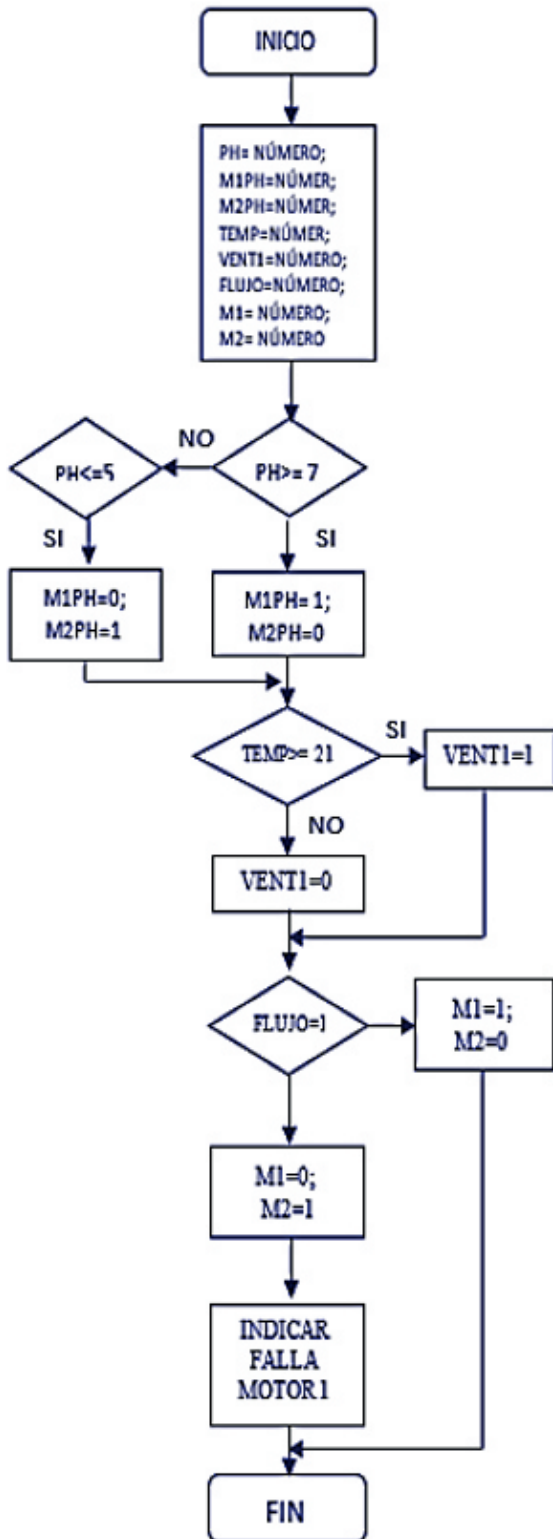 INICIO
PH= NÚMERO;
M1PH=NÚMER;
M2PH=NÚMER;
TEMP=NÚMER;
VENT1=NÚMERO;
FLUJO=NÚMERO;
M1= NÚMERO;
M2= NÚMERO
NO
PH<=5
PH>= 7
SI
SI
M1PH=0;
M2PH=1
M1PH= 1;
M2PH=0
TEMP>= 21
SI
VENT1=1
NO
VENT1=0
FLUJO=1
M1=1;
M2=0
M1=0;
M2=1
INDICAR
FALLA
MOTOR1
FIN